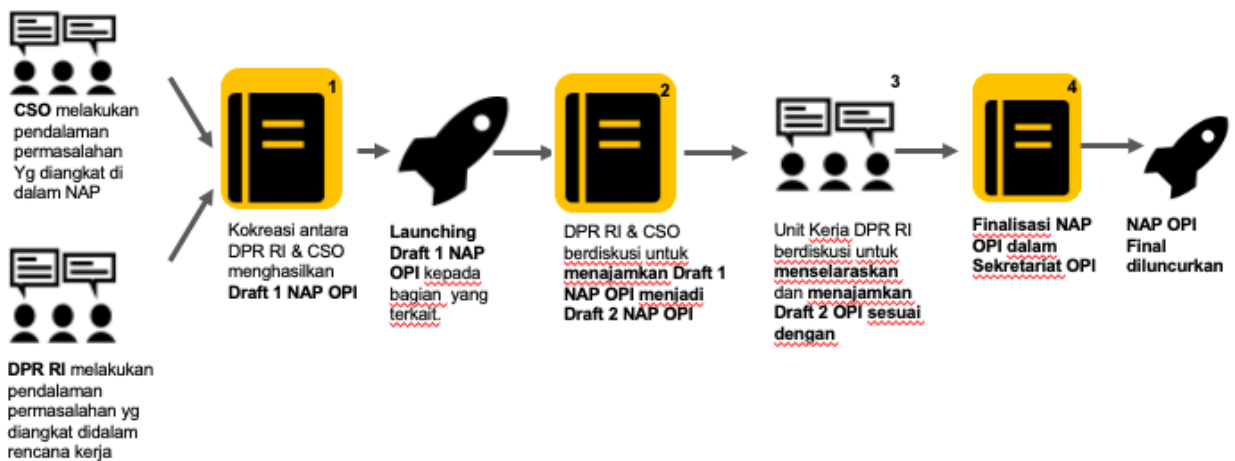 CSO melakukan
pendalaman
permasalahan
Yg diangkat di
dalam NAP
DPR RI melakukan
pendalaman
permasalahan yg
diangkat didalam
rencana kerja
1
Kokreasi antara
DPR RI & CSO
menghasilkan
Draft 1 NAP OPI
Launching
Draft 1 NAP
OPI kepada
bagian yang
terkait.
2
DPR RI & CSO
berdiskusi untuk
menajamkan Draft 1
NAP OPI menjadi
Draft 2 NAP OPI
3
Unit Kerja DPR RI
berdiskusi untuk
menselaraskan
dan menajamkan
Draft 2 OPI sesuai
dengan
4
Finalisasi NAP
OPI dalam
Sekretariat OPI
NAP OPI
Final
diluncurkan